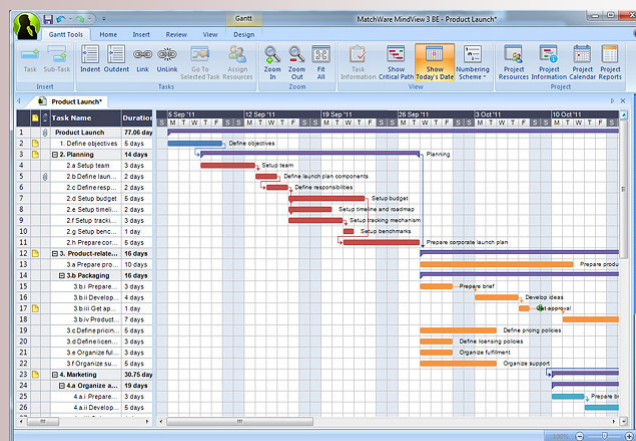 Gantt
MatchWare MindView 3 BE - Product Launch*
Gantt Tools Home Insert Review View Design
Task Sub-Task Indent Outdent Link UnLink Go To Selected Task Assign Resources Zoom In Zoom Out Fit All Task Information Show Critical Path Show Today's Date Numbering Scheme Project Resources Project Information Project Calendar Project Reports
Insert Tasks Zoom View Project
Product Launch*
Task Name Duration 5 Sep '11 12 Sep '11 19 Sep '11 26 Sep '11 3 Oct '11 10 Oct '11
1 Product Launch 77.06 day
2 1. Define objectives 5 days Define objectives
3 2. Planning 14 days Planning
4 2.a Setup team 3 days Setup team
5 2.b Define laun... 2 days Define launch plan components
6 2.c Define resp... 2 days Define responsibilities
7 2.d Setup budget 5 days Setup budget
8 2.e Setup timeli... 2 days Setup timeline and roadmap
9 2.f Setup tracki... 3 days Setup tracking mechanism
10 2.g Setup benc... 1 day Setup benchmarks
11 2.h Prepare cor... 5 days Prepare corporate launch plan
12 3. Product-relate... 16 days
13 3.a Prepare pro... 10 days Prepare produ
14 3.b Packaging 16 days
15 3.b.i Prepare... 3 days Prepare brief
16 3.b.ii Develop... 4 days Develop ideas
17 3.b.iii Get ap... 1 day Get approval
18 3.b.iv Product... 7 days
19 3.c Define pricin... 5 days Define pricing policies
20 3.d Define licen... 3 days Define licensing policies
21 3.e Organize ful... 3 days Organize fulfilment
22 3.f Organize su... 5 days Organize support
23 4. Marketing 30.75 day
24 4.a Organize a... 19 days
25 4.a.i Prepare... 3 days Prepare b
26 4.a.ii Develop... 5 days
100%